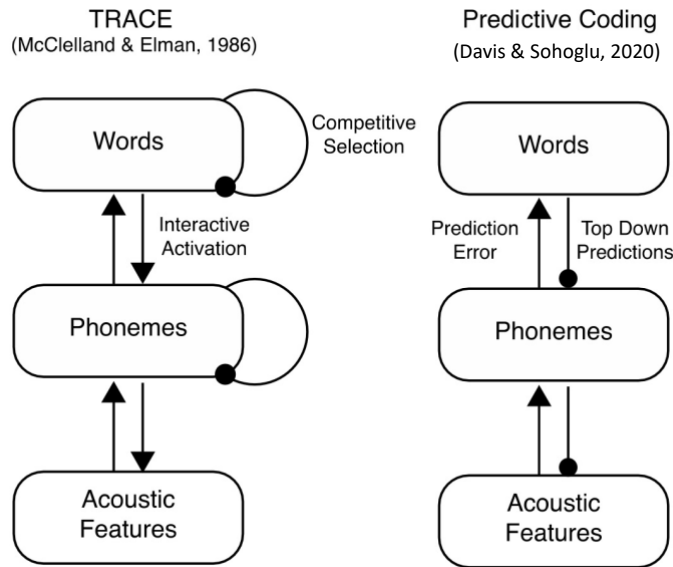 TRACE
(McClelland & Elman, 1986)
Words
Competitive
Selection
Interactive
Activation
Phonemes
Acoustic
Features
Predictive Coding
(Davis & Sohoglu, 2020)
Words
Prediction
Error
Top Down
Predictions
Phonemes
Acoustic
Features